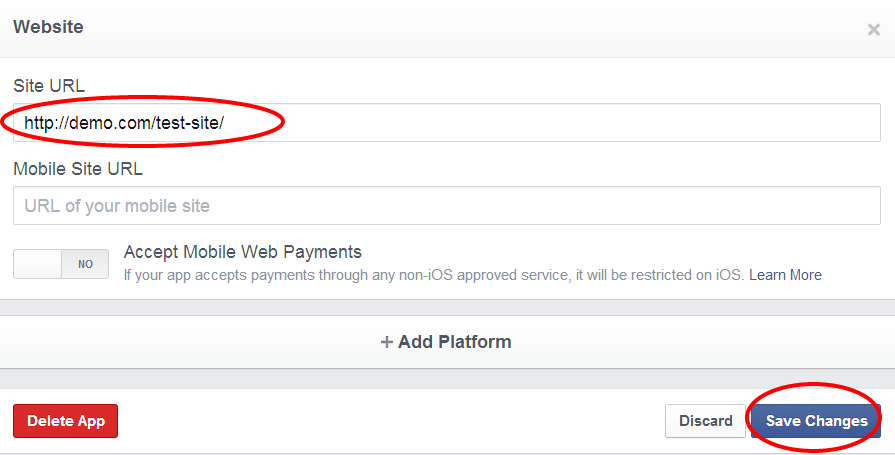 Website
×
Site URL
http://demo.com/test-site/
Mobile Site URL
URL of your mobile site
NO
Accept Mobile Web Payments
If your app accepts payments through any non-iOS approved service, it will be restricted on iOS. Learn More
+ Add Platform
Delete App
Discard
Save Changes